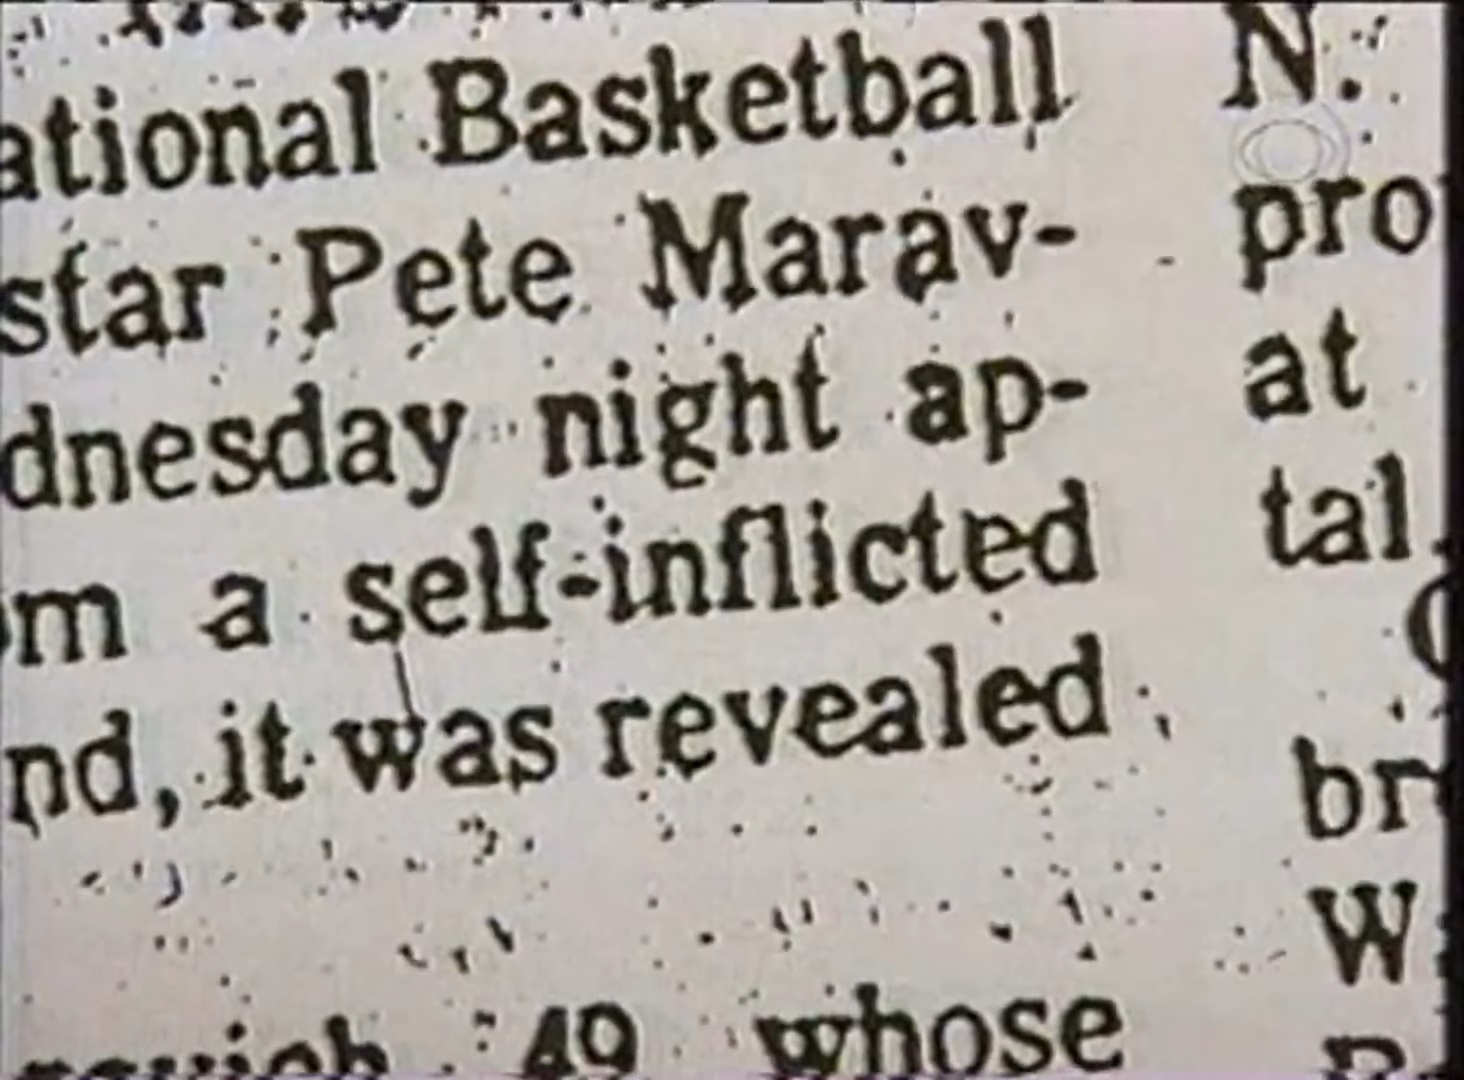 ational Basketball
star Pete Marav-
dnesday night ap-
m a self-inflicted
nd, it was revealed
49 whose
N.
pro
at
tal.
br
W